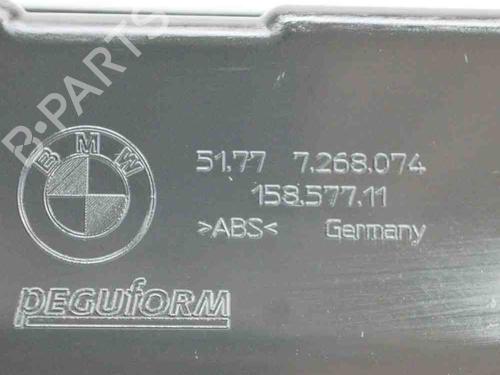 B-PARTS
BMW
51.77 7.268.074
158.577.11
>ABS< Germany
PEGUFORM